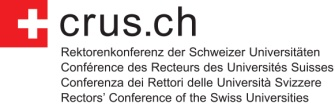 crus.ch
Rektorenkonferenz der Schweizer Universitäten
Conférence des Recteurs des Universités Suisses
Conferenza dei Rettori delle Università Svizzere
Rectors' Conference of the Swiss Universities